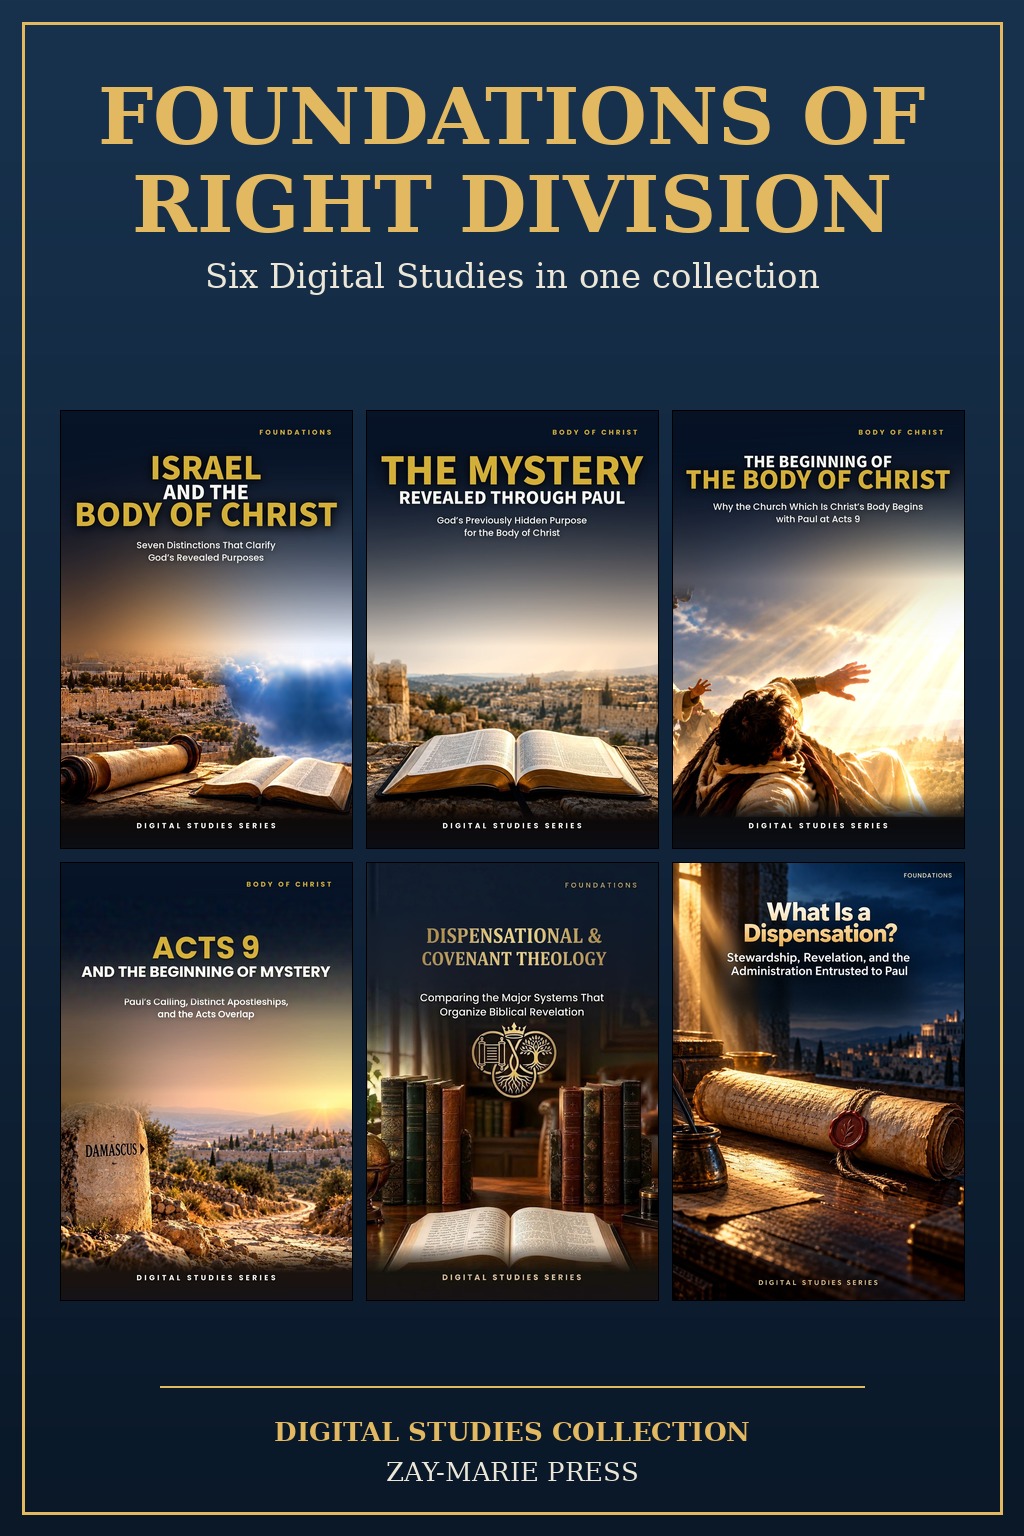 FOUNDATIONS OF
RIGHT DIVISION
Six Digital Studies in one collection
FOUNDATIONS
ISRAEL
AND THE
BODY OF CHRIST
Seven Distinctions That Clarify
God's Revealed Purposes
DIGITAL STUDIES SERIES
BODY OF CHRIST
THE MYSTERY
REVEALED THROUGH PAUL
God's Previously Hidden Purpose
for the Body of Christ
DIGITAL STUDIES SERIES
BODY OF CHRIST
THE BEGINNING OF
THE BODY OF CHRIST
Why the Church Which Is Christ's Body Begins
with Paul at Acts 9
DIGITAL STUDIES SERIES
BODY OF CHRIST
ACTS 9
AND THE BEGINNING OF MYSTERY
Paul's Calling, Distinct Apostleships,
and the Acts Overlap
DAMASCUS
DIGITAL STUDIES SERIES
FOUNDATIONS
DISPENSATIONAL &
COVENANT THEOLOGY
Comparing the Major Systems That
Organize Biblical Revelation
DIGITAL STUDIES SERIES
FOUNDATIONS
What Is a
Dispensation?
Stewardship, Revelation, and the
Administration Entrusted to Paul
DIGITAL STUDIES SERIES
DIGITAL STUDIES COLLECTION
ZAY-MARIE PRESS